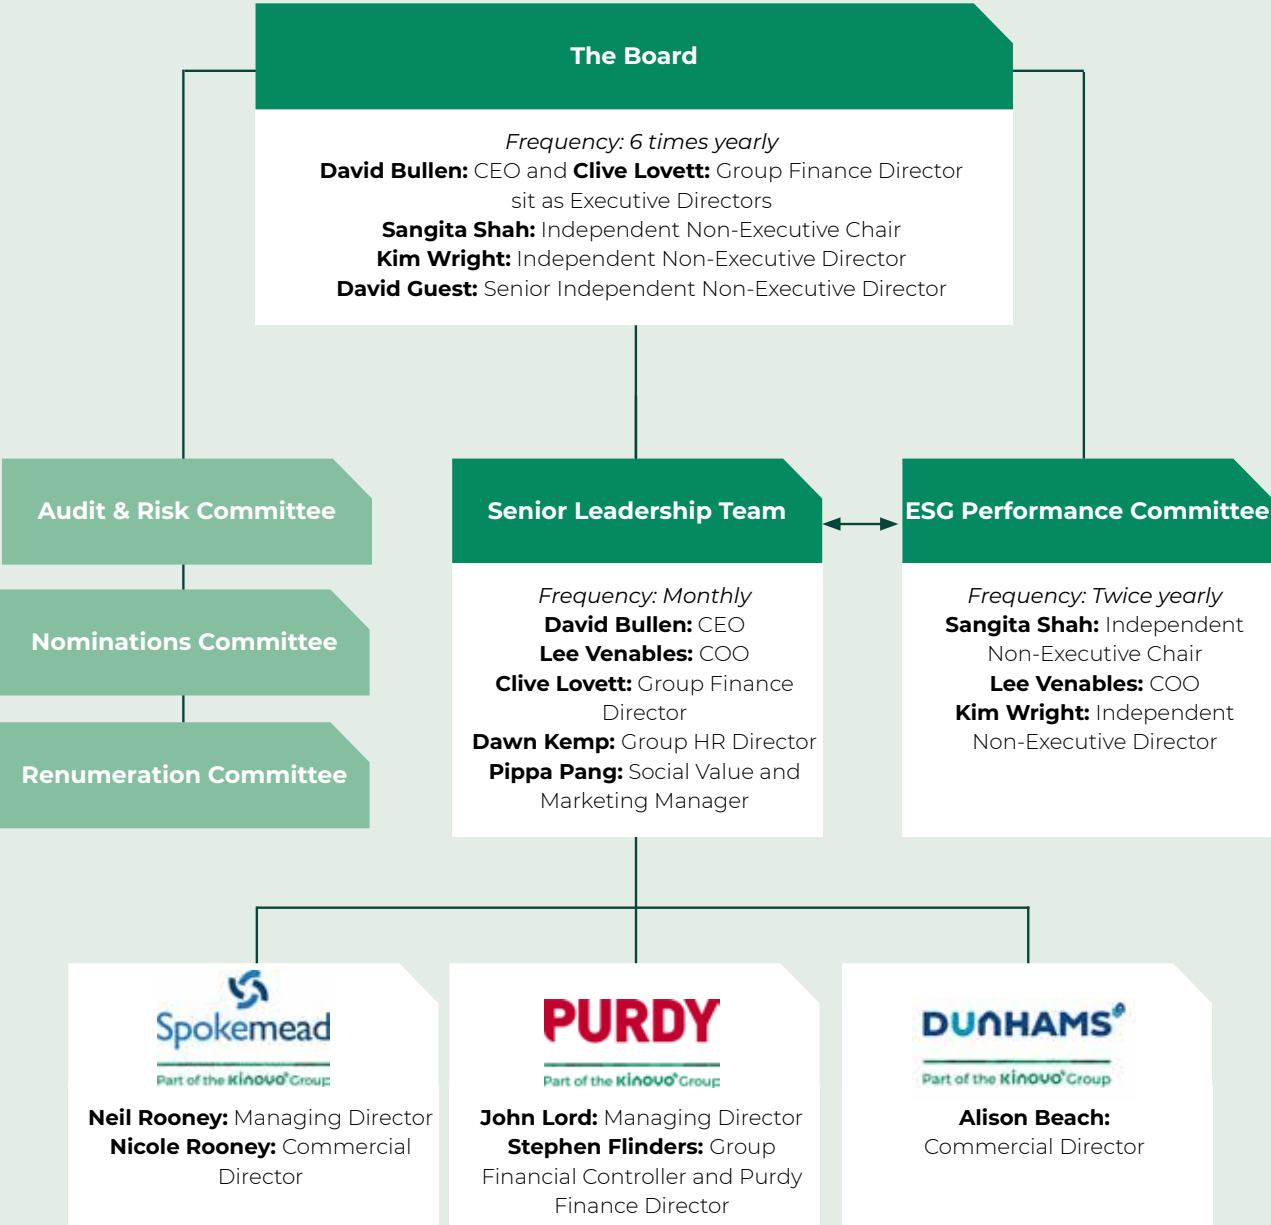 The Board
Frequency: 6 times yearly
David Bullen: CEO and Clive Lovett: Group Finance Director
sit as Executive Directors
Sangita Shah: Independent Non-Executive Chair
Kim Wright: Independent Non-Executive Director
David Guest: Senior Independent Non-Executive Director
Audit & Risk Committee
Nominations Committee
Renumeration Committee
Senior Leadership Team
Frequency: Monthly
David Bullen: CEO
Lee Venables: COO
Clive Lovett: Group Finance
Director
Dawn Kemp: Group HR Director
Pippa Pang: Social Value and
Marketing Manager
ESG Performance Committee
Frequency: Twice yearly
Sangita Shah: Independent
Non-Executive Chair
Lee Venables: COO
Kim Wright: Independent
Non-Executive Director
Spokemead
Part of the Kinovo Group
Neil Rooney: Managing Director
Nicole Rooney: Commercial
Director
PURDY
Part of the Kinovo Group
John Lord: Managing Director
Stephen Flinders: Group
Financial Controller and Purdy
Finance Director
DUNHAMS
Part of the Kinovo Group
Alison Beach:
Commercial Director